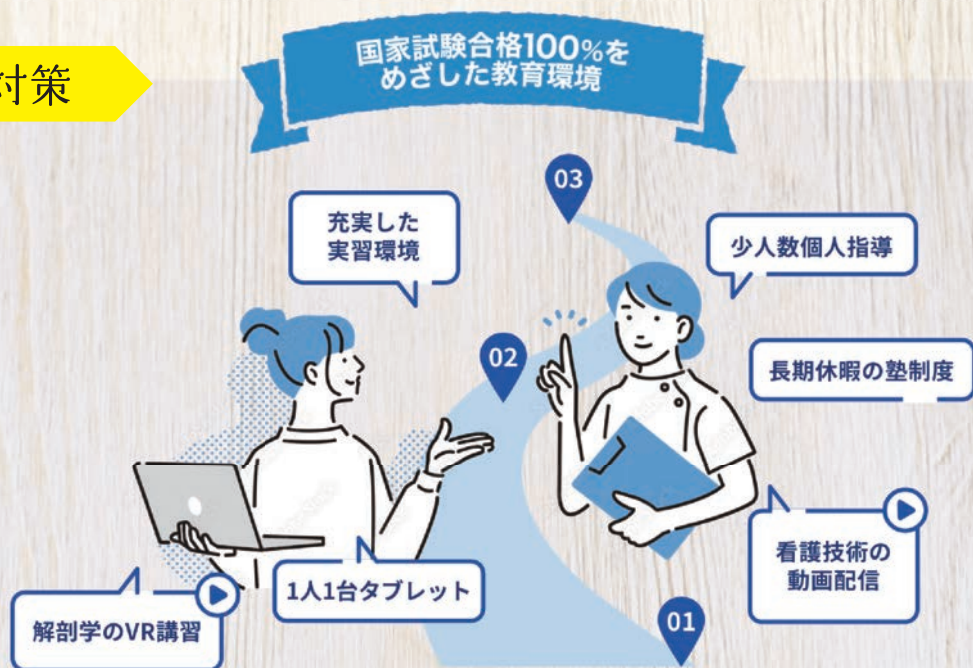 対策
国家試験合格100%を
めざした教育環境
03
充実した
実習環境
少人数個人指導
02
長期休暇の塾制度
看護技術の
動画配信
1人1台タブレット
解剖学のVR講習
01